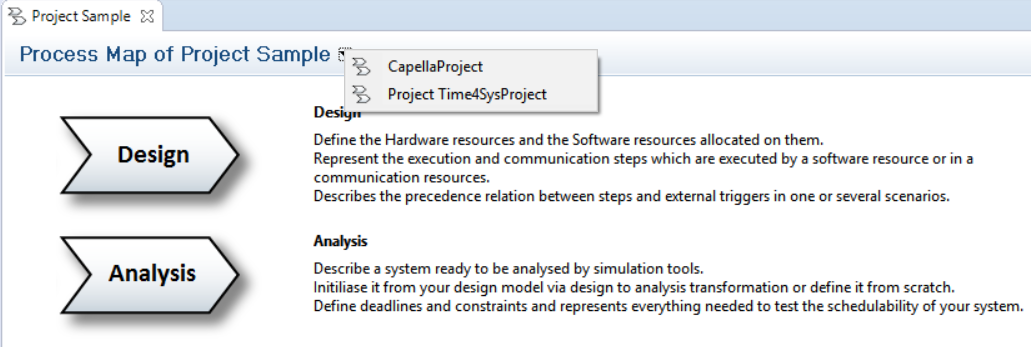 Project Sample
Process Map of Project Sample
CapellaProject
Project Time4SysProject
Design
Design
Define the Hardware resources and the Software resources allocated on them.
Represent the execution and communication steps which are executed by a software resource or in a
communication resources.
Describes the precedence relation between steps and external triggers in one or several scenarios.
Analysis
Analysis
Describe a system ready to be analysed by simulation tools.
Initiliase it from your design model via design to analysis transformation or define it from scratch.
Define deadlines and constraints and represents everything needed to test the schedulability of your system.